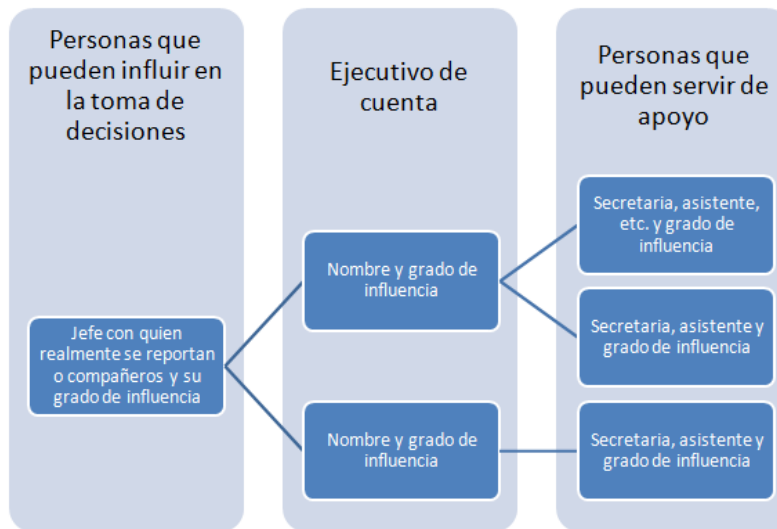 Personas que
pueden influir en
la toma de
decisiones
Jefe con quien
realmente se reportan
o compañeros y su
grado de influencia
Ejecutivo de
cuenta
Nombre y grado de
influencia
Nombre y grado de
influencia
Personas que
pueden servir de
apoyo
Secretaria, asistente,
etc. y grado de
influencia
Secretaria, asistente y
grado de influencia
Secretaria, asistente y
grado de influencia